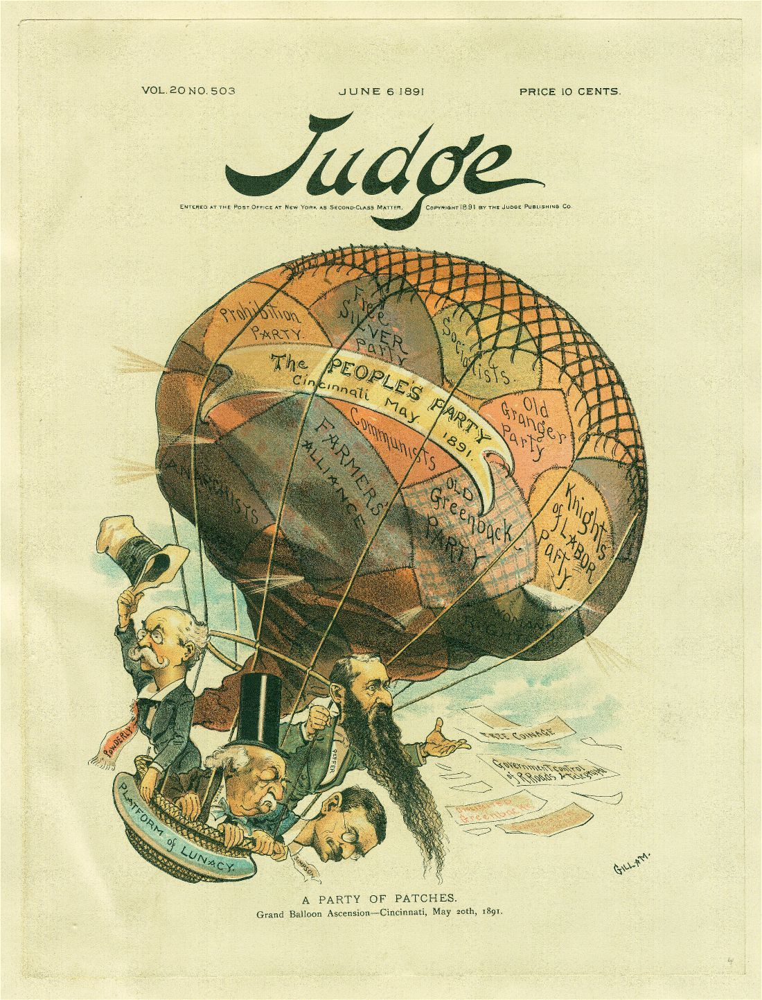 VOL. 20 NO. 503
JUNE 6 1891
PRICE 10 CENTS.
Judge
ENTERED AT THE POST OFFICE AT NEW YORK AS SECOND-CLASS MATTER.
COPYRIGHT 1891 BY THE JUDGE PUBLISHING CO.
Prohibition
PARTY.
Free
SILVER
Party
Socialists.
The PEOPLE'S PARTY
Cincinnati May. 1891.
Old
Granger
Party
Communists
FARMER'S
ALLIANCE
ANARCHISTS
OLD
Greenback
PARTY
Knights
of LABOR
Party.
WOMANS
RIGHTS
POWDERLY
PEFFER
SIMPSON
PLATFORM of LUNACY.
FREE COINAGE
Government control
of R.Roads & Telegraph
Greenbacks
GILLAM.
A PARTY OF PATCHES.
Grand Balloon Ascension—Cincinnati, May 20th, 1891.